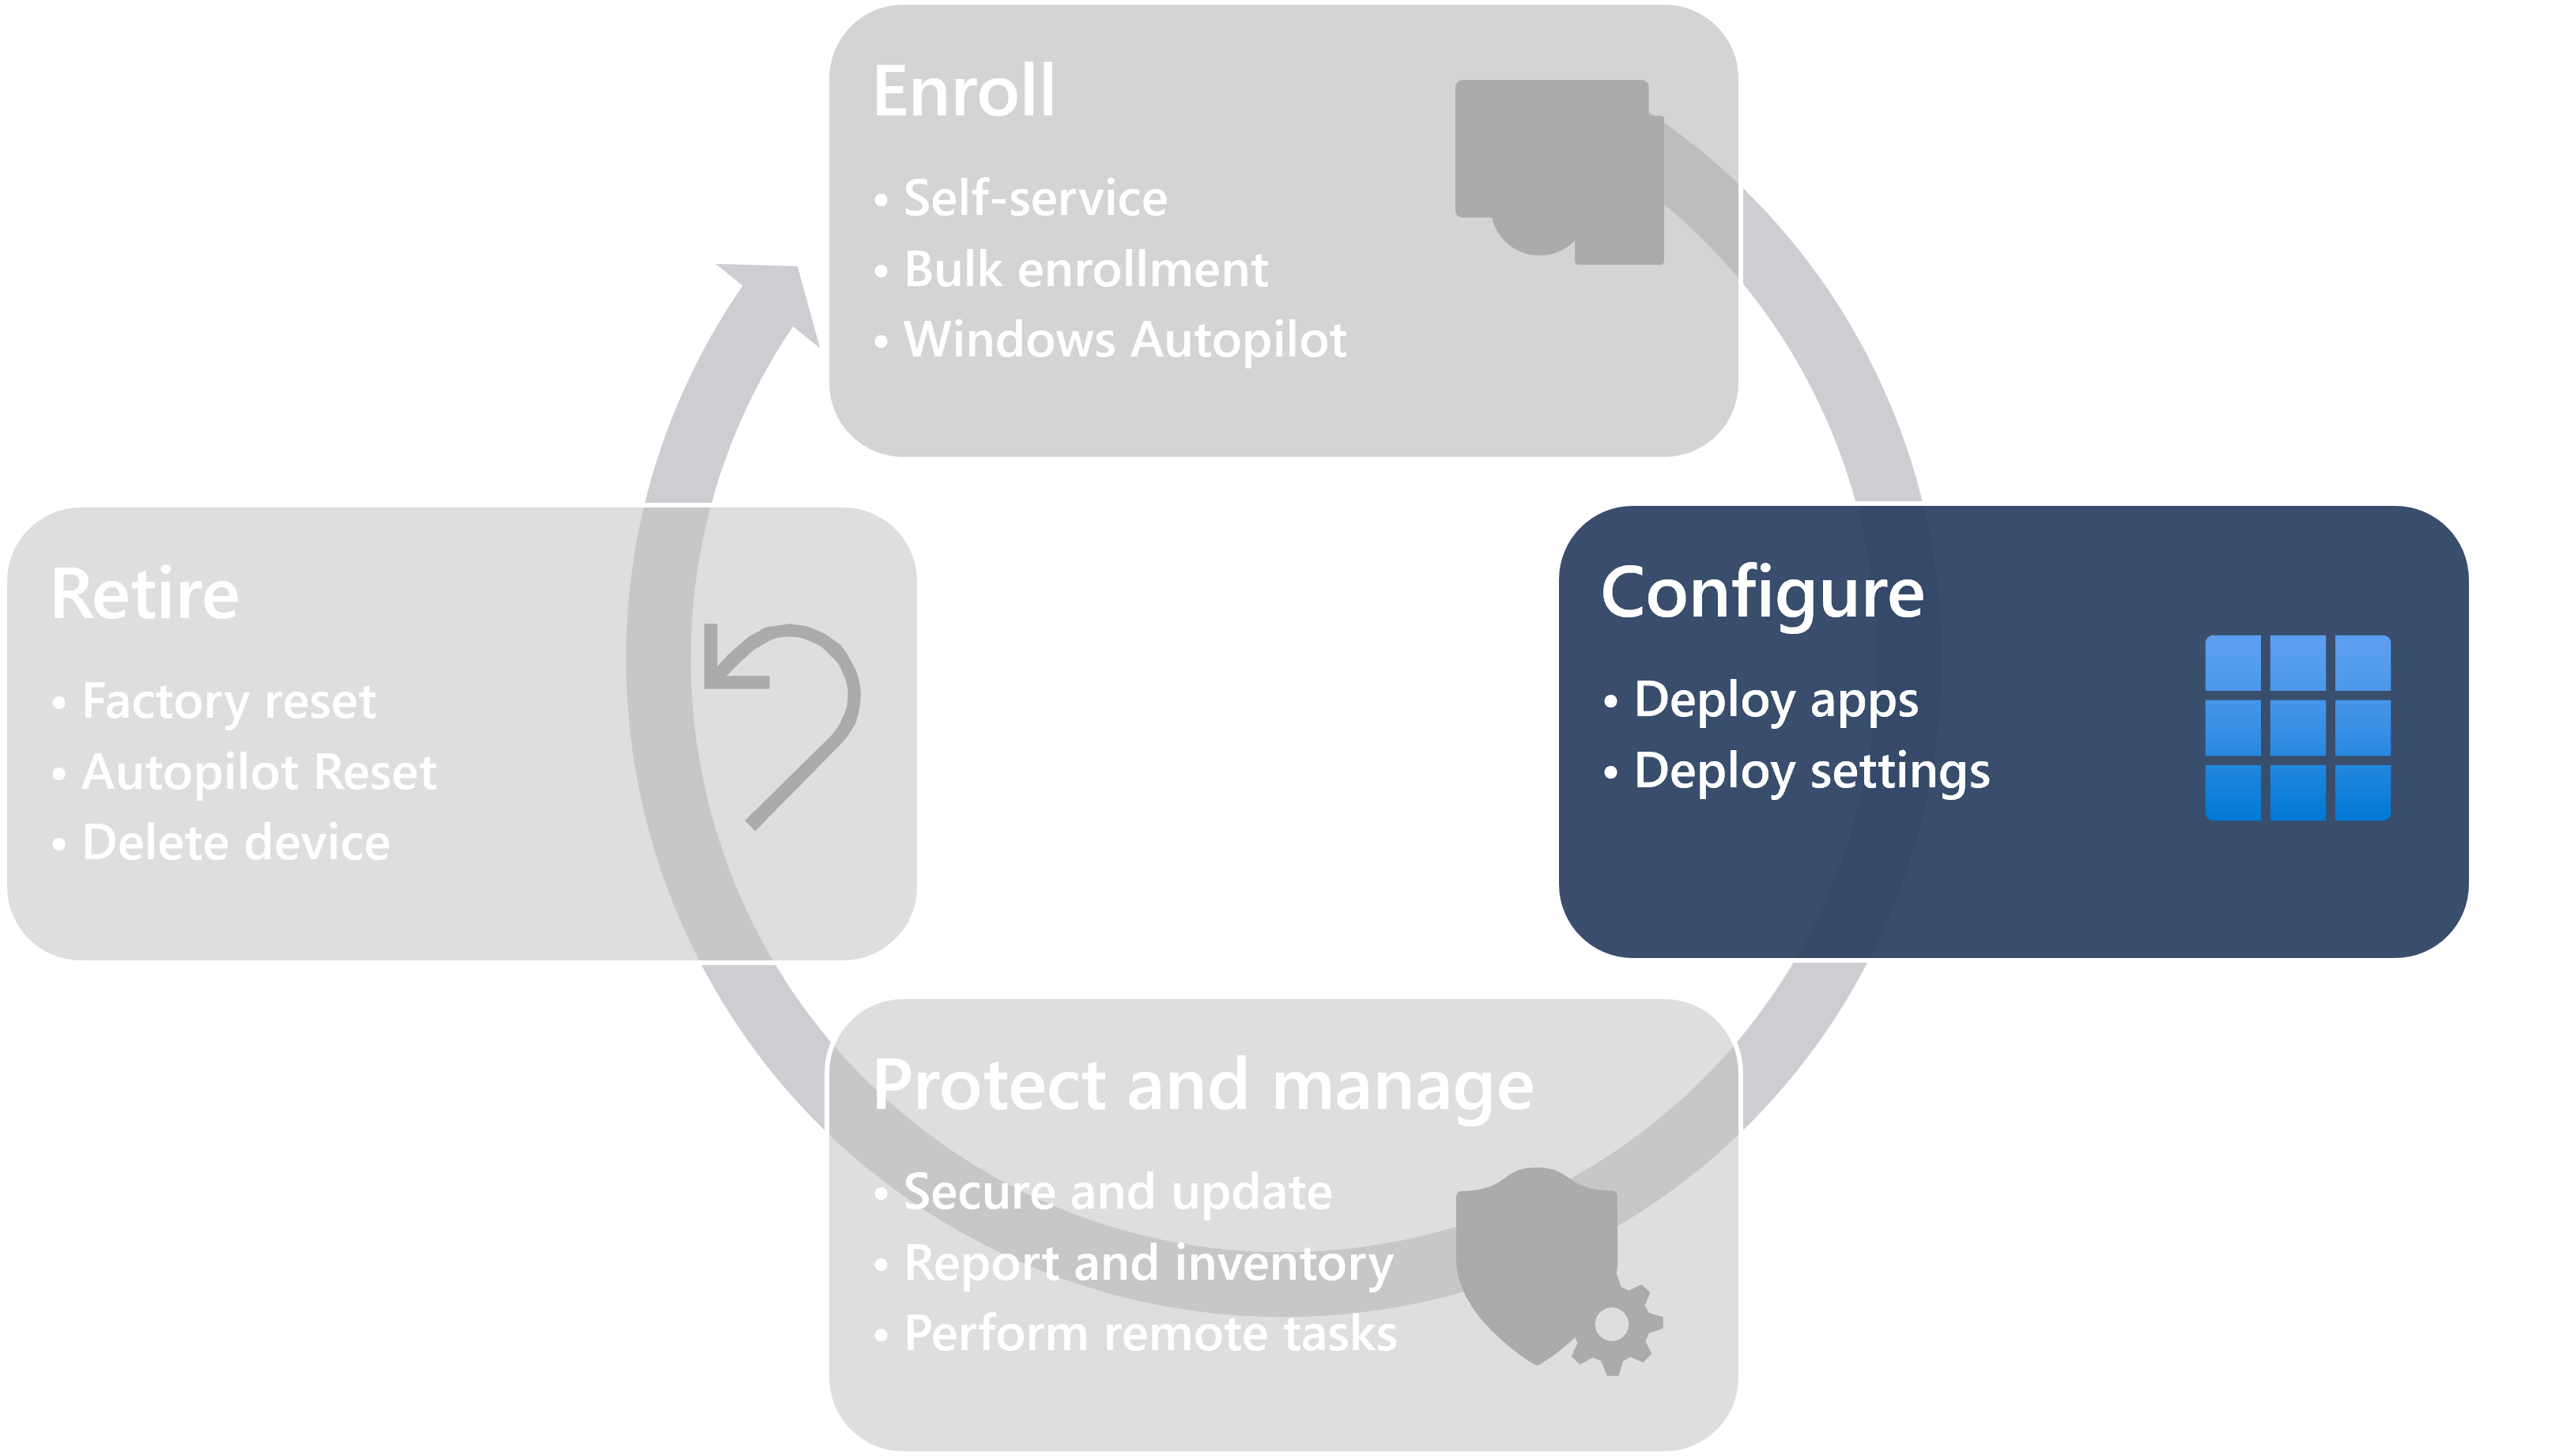 Enroll
• Self-service
• Bulk enrollment
• Windows Autopilot
Configure
• Deploy apps
• Deploy settings
Protect and manage
• Secure and update
• Report and inventory
• Perform remote tasks
Retire
• Factory reset
• Autopilot Reset
• Delete device